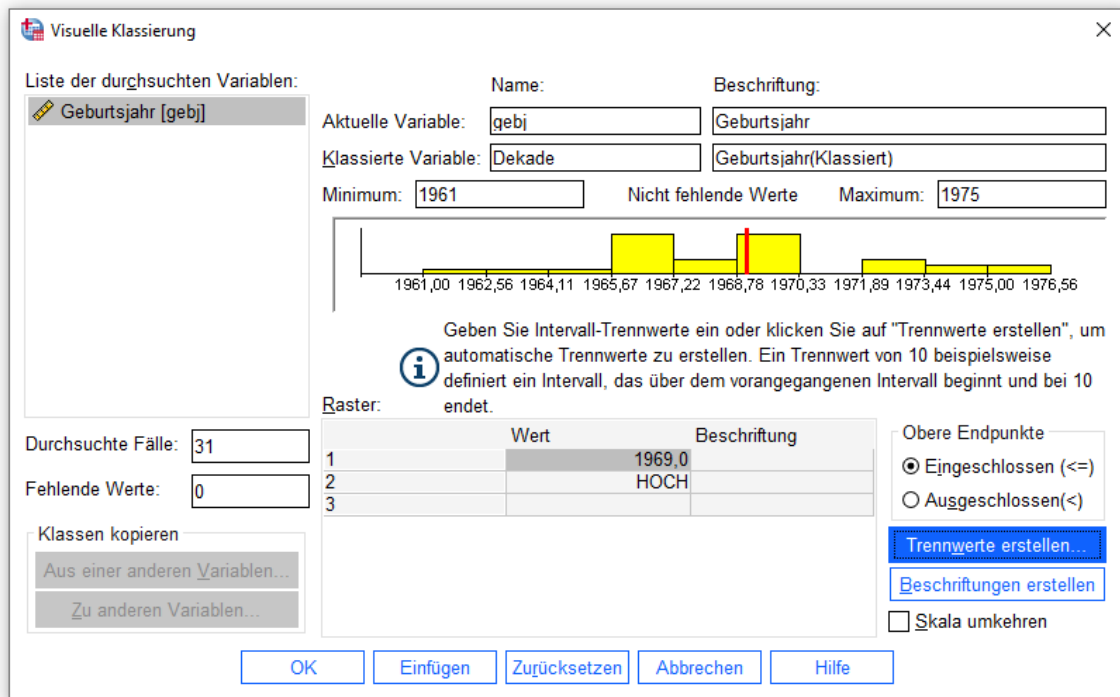 Visuelle Klassierung
Liste der durchsuchten Variablen:
Geburtsjahr [gebj]
Name: Beschriftung:
Aktuelle Variable: gebj Geburtsjahr
Klassierte Variable: Dekade Geburtsjahr(Klassiert)
Minimum: 1961 Nicht fehlende Werte Maximum: 1975
1961,00 1962,56 1964,11 1965,67 1967,22 1968,78 1970,33 1971,89 1973,44 1975,00 1976,56
Geben Sie Intervall-Trennwerte ein oder klicken Sie auf "Trennwerte erstellen", um
automatische Trennwerte zu erstellen. Ein Trennwert von 10 beispielsweise
definiert ein Intervall, das über dem vorangegangenen Intervall beginnt und bei 10
endet.
Raster:
Wert Beschriftung
1 1969,0
2 HOCH
3
Durchsuchte Fälle: 31
Fehlende Werte: 0
Klassen kopieren
Aus einer anderen Variablen...
Zu anderen Variablen...
Obere Endpunkte
Eingeschlossen (<=)
Ausgeschlossen(<)
Trennwerte erstellen...
Beschriftungen erstellen
Skala umkehren
OK Einfügen Zurücksetzen Abbrechen Hilfe